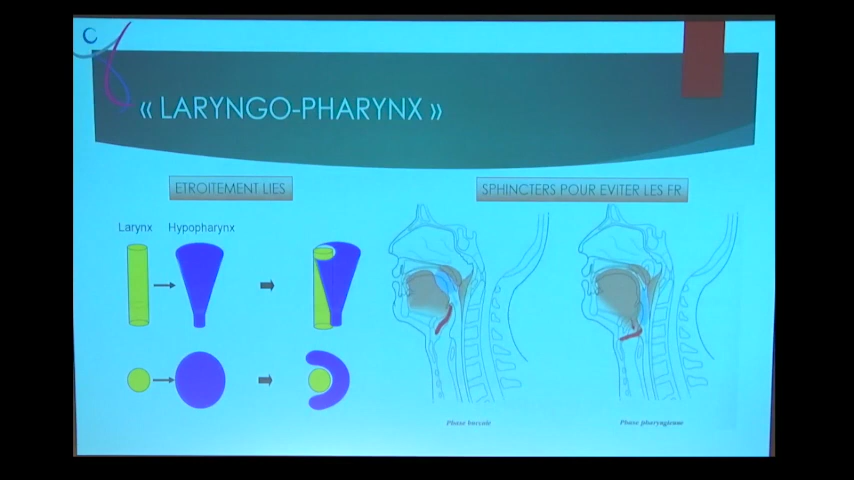 « LARYNGO-PHARYNX »
ETROITEMENT LIES
SPHINCTERS POUR EVITER LES FR
Larynx Hypopharynx
Phase buccale
Phase pharyngienne